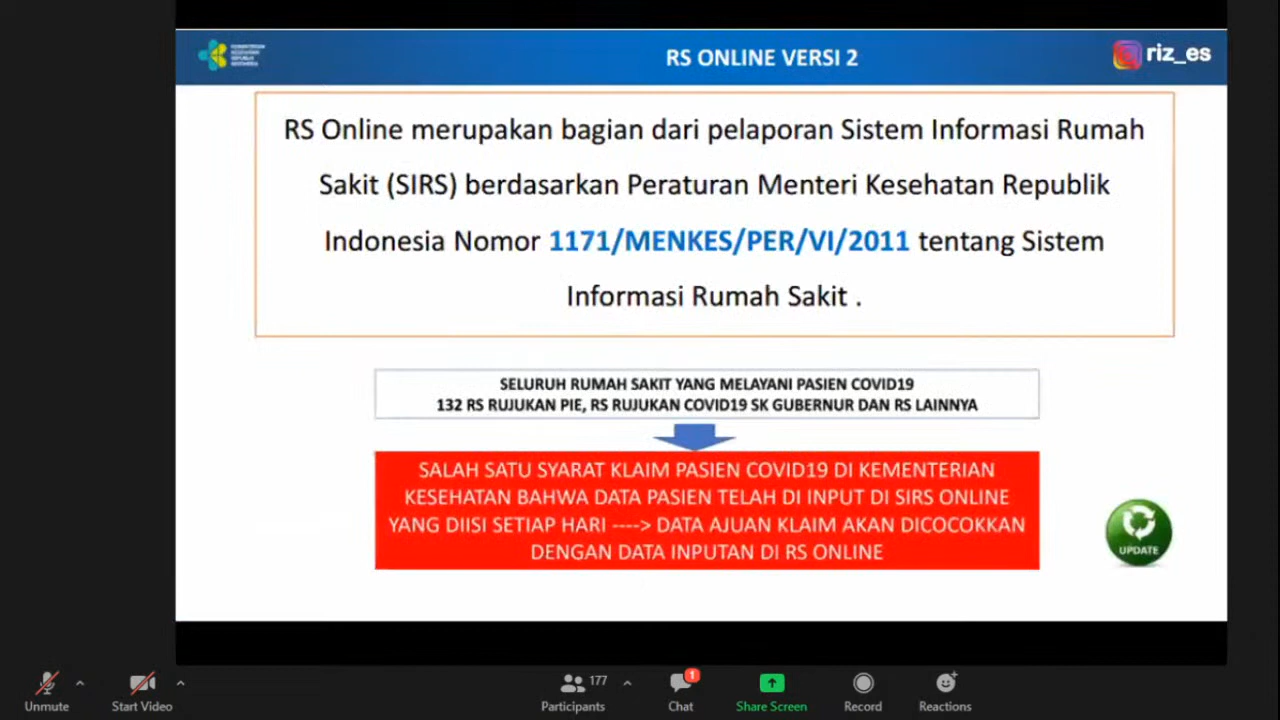 KEMENTERIAN
KESEHATAN
REPUBLIK
INDONESIA
RS ONLINE VERSI 2
riz_es
RS Online merupakan bagian dari pelaporan Sistem Informasi Rumah
Sakit (SIRS) berdasarkan Peraturan Menteri Kesehatan Republik
Indonesia Nomor 1171/MENKES/PER/VI/2011 tentang Sistem
Informasi Rumah Sakit .
SELURUH RUMAH SAKIT YANG MELAYANI PASIEN COVID19
132 RS RUJUKAN PIE, RS RUJUKAN COVID19 SK GUBERNUR DAN RS LAINNYA
SALAH SATU SYARAT KLAIM PASIEN COVID19 DI KEMENTERIAN
KESEHATAN BAHWA DATA PASIEN TELAH DI INPUT DI SIRS ONLINE
YANG DIISI SETIAP HARI ----> DATA AJUAN KLAIM AKAN DICOCOKKAN
DENGAN DATA INPUTAN DI RS ONLINE
UPDATE
Unmute
Start Video
177
Participants
1
Chat
Share Screen
Record
Reactions